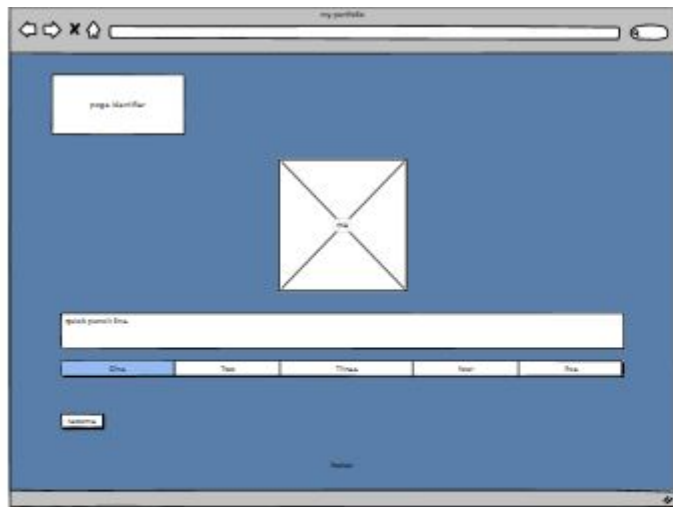 my portfolio
page identifier
me
quick punch line
One Two Three four five
resume
footer